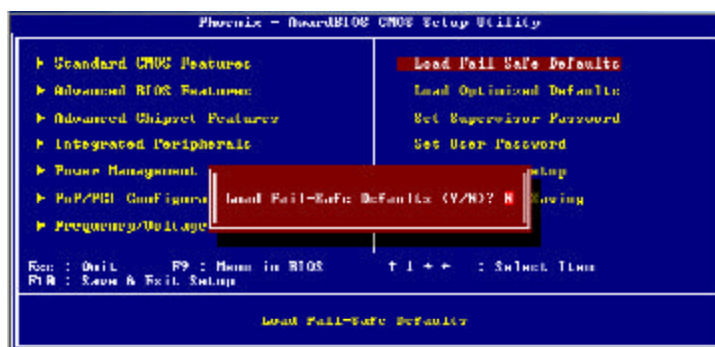 Phoenix - AwardBIOS CMOS Setup Utility
Standard CMOS Features
Advanced BIOS Features
Advanced Chipset Features
Integrated Peripherals
Power Management
PnP/PCI Configura
Frequency/Voltage
Load Fail-Safe Defaults
Load Optimized Defaults
Set Supervisor Password
Set User Password
etup
Saving
Load Fail-Safe Defaults (Y/N)? N
Esc : Quit F9 : Menu in BIOS ↑ ↓ → ← : Select Item
F10 : Save & Exit Setup
Load Fail-Safe Defaults